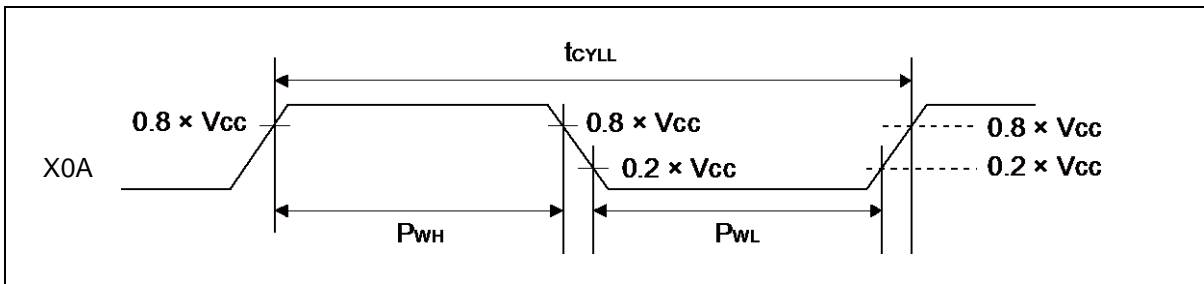 tCYLL
0.8 × Vcc
0.8 × Vcc
0.8 × Vcc
X0A
0.2 × Vcc
0.2 × Vcc
PWH
PWL